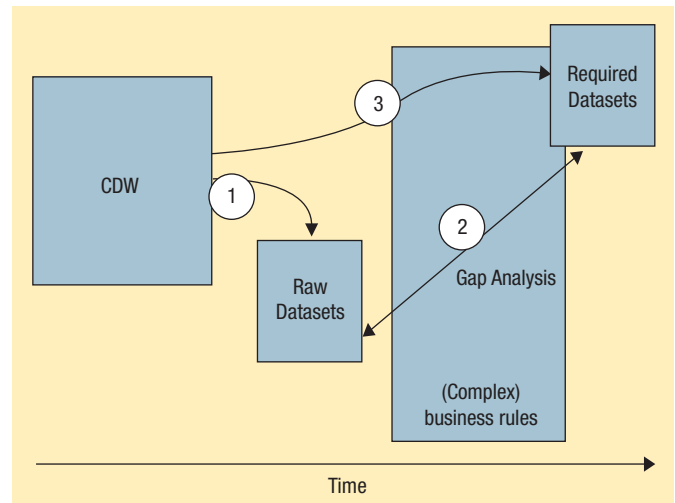 Required
Datasets
3
CDW
1
2
Raw
Datasets
Gap Analysis
(Complex)
business rules
Time